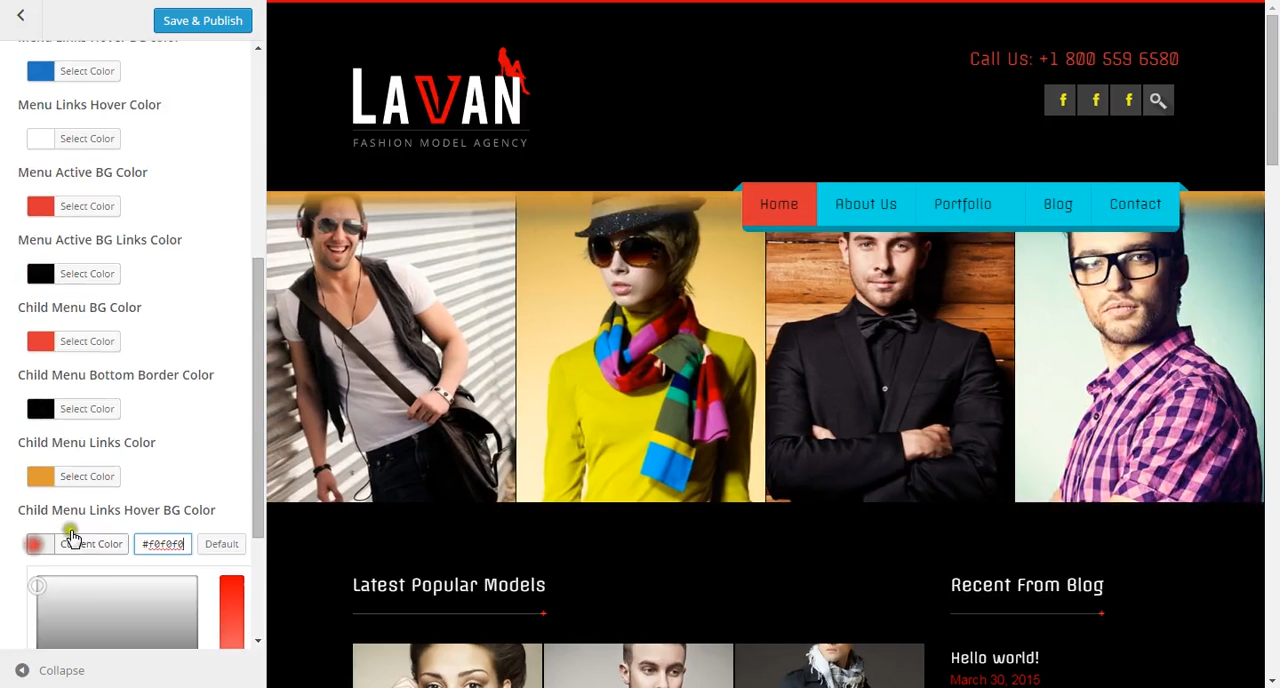 Save & Publish
Menu Links Hover BG Color
Select Color
Menu Links Hover Color
Select Color
Menu Active BG Color
Select Color
Menu Active BG Links Color
Select Color
Child Menu BG Color
Select Color
Child Menu Bottom Border Color
Select Color
Child Menu Links Color
Select Color
Child Menu Links Hover BG Color
Current Color #f0f0f0 Default
Collapse
LAVAN
FASHION MODEL AGENCY
Call Us: +1 800 559 6580
f f f
Home About Us Portfolio Blog Contact
Latest Popular Models
Recent From Blog
Hello world!
March 30, 2015